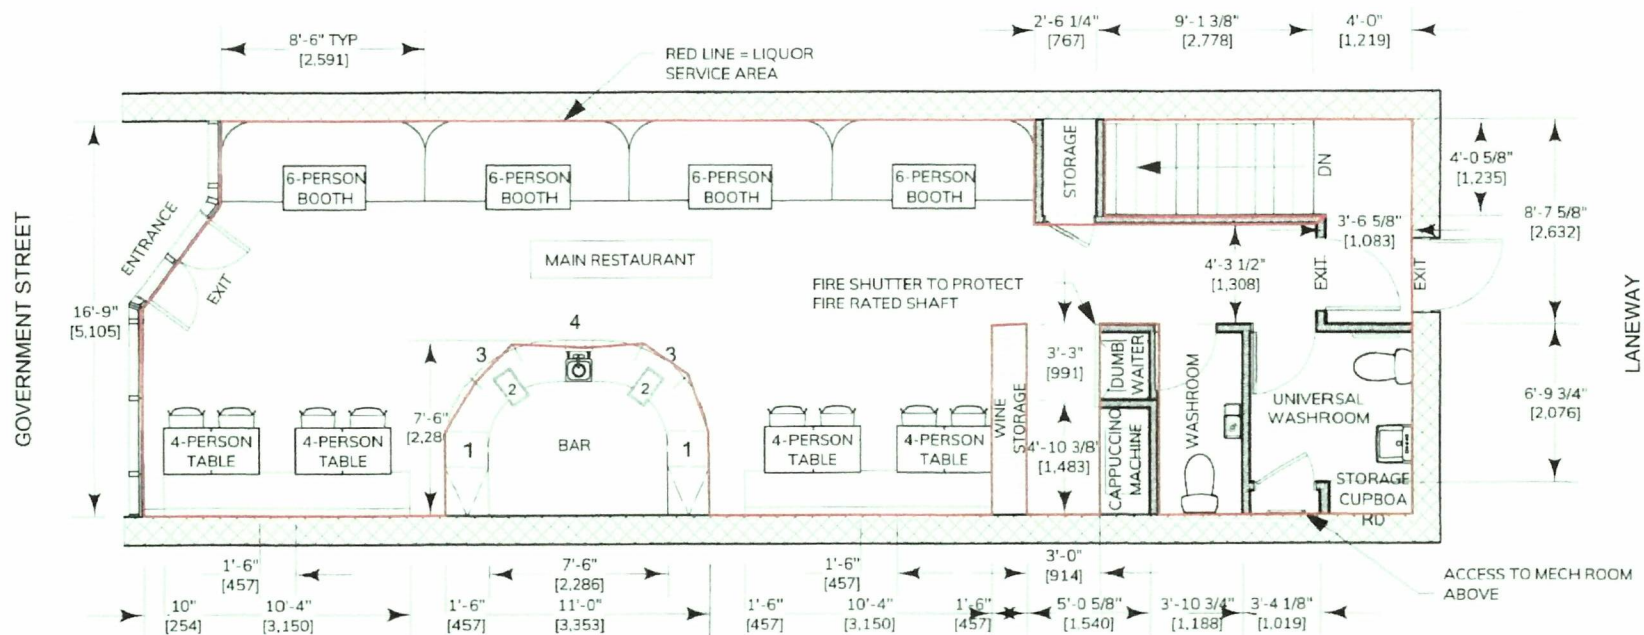 2'-6 1/4"
[767]
9'-1 3/8"
[2,778]
4'-0"
[1,219]
8'-6" TYP
[2,591]
RED LINE = LIQUOR
SERVICE AREA
STORAGE
DN
4'-0 5/8"
[1,235]
6-PERSON
BOOTH
6-PERSON
BOOTH
6-PERSON
BOOTH
6-PERSON
BOOTH
GOVERNMENT STREET
ENTRANCE
EXIT
3'-6 5/8"
[1,083]
8'-7 5/8"
[2,632]
MAIN RESTAURANT
4'-3 1/2"
[1,308]
EXIT
EXIT
LANEWAY
FIRE SHUTTER TO PROTECT
FIRE RATED SHAFT
16'-9"
[5,105]
4
3
3
2
2
3'-3"
[991]
DUMB
WAITER
WASHROOM
UNIVERSAL
WASHROOM
6'-9 3/4"
[2,076]
7'-6"
[2,28
4-PERSON
TABLE
4-PERSON
TABLE
1
BAR
1
4-PERSON
TABLE
4-PERSON
TABLE
WINE
STORAGE
4'-10 3/8"
[1,483]
CAPPUCCINO
MACHINE
STORAGE
CUPBOA
RD
1'-6"
[457]
7'-6"
[2,286]
1'-6"
[457]
3'-0"
[914]
ACCESS TO MECH ROOM
ABOVE
10"
[254]
10'-4"
[3,150]
1'-6"
[457]
11'-0"
[3,353]
1'-6"
[457]
10'-4"
[3,150]
1'-6"
[457]
5'-0 5/8"
[1.540]
3'-10 3/4"
[1,188]
3'-4 1/8"
[1.019]